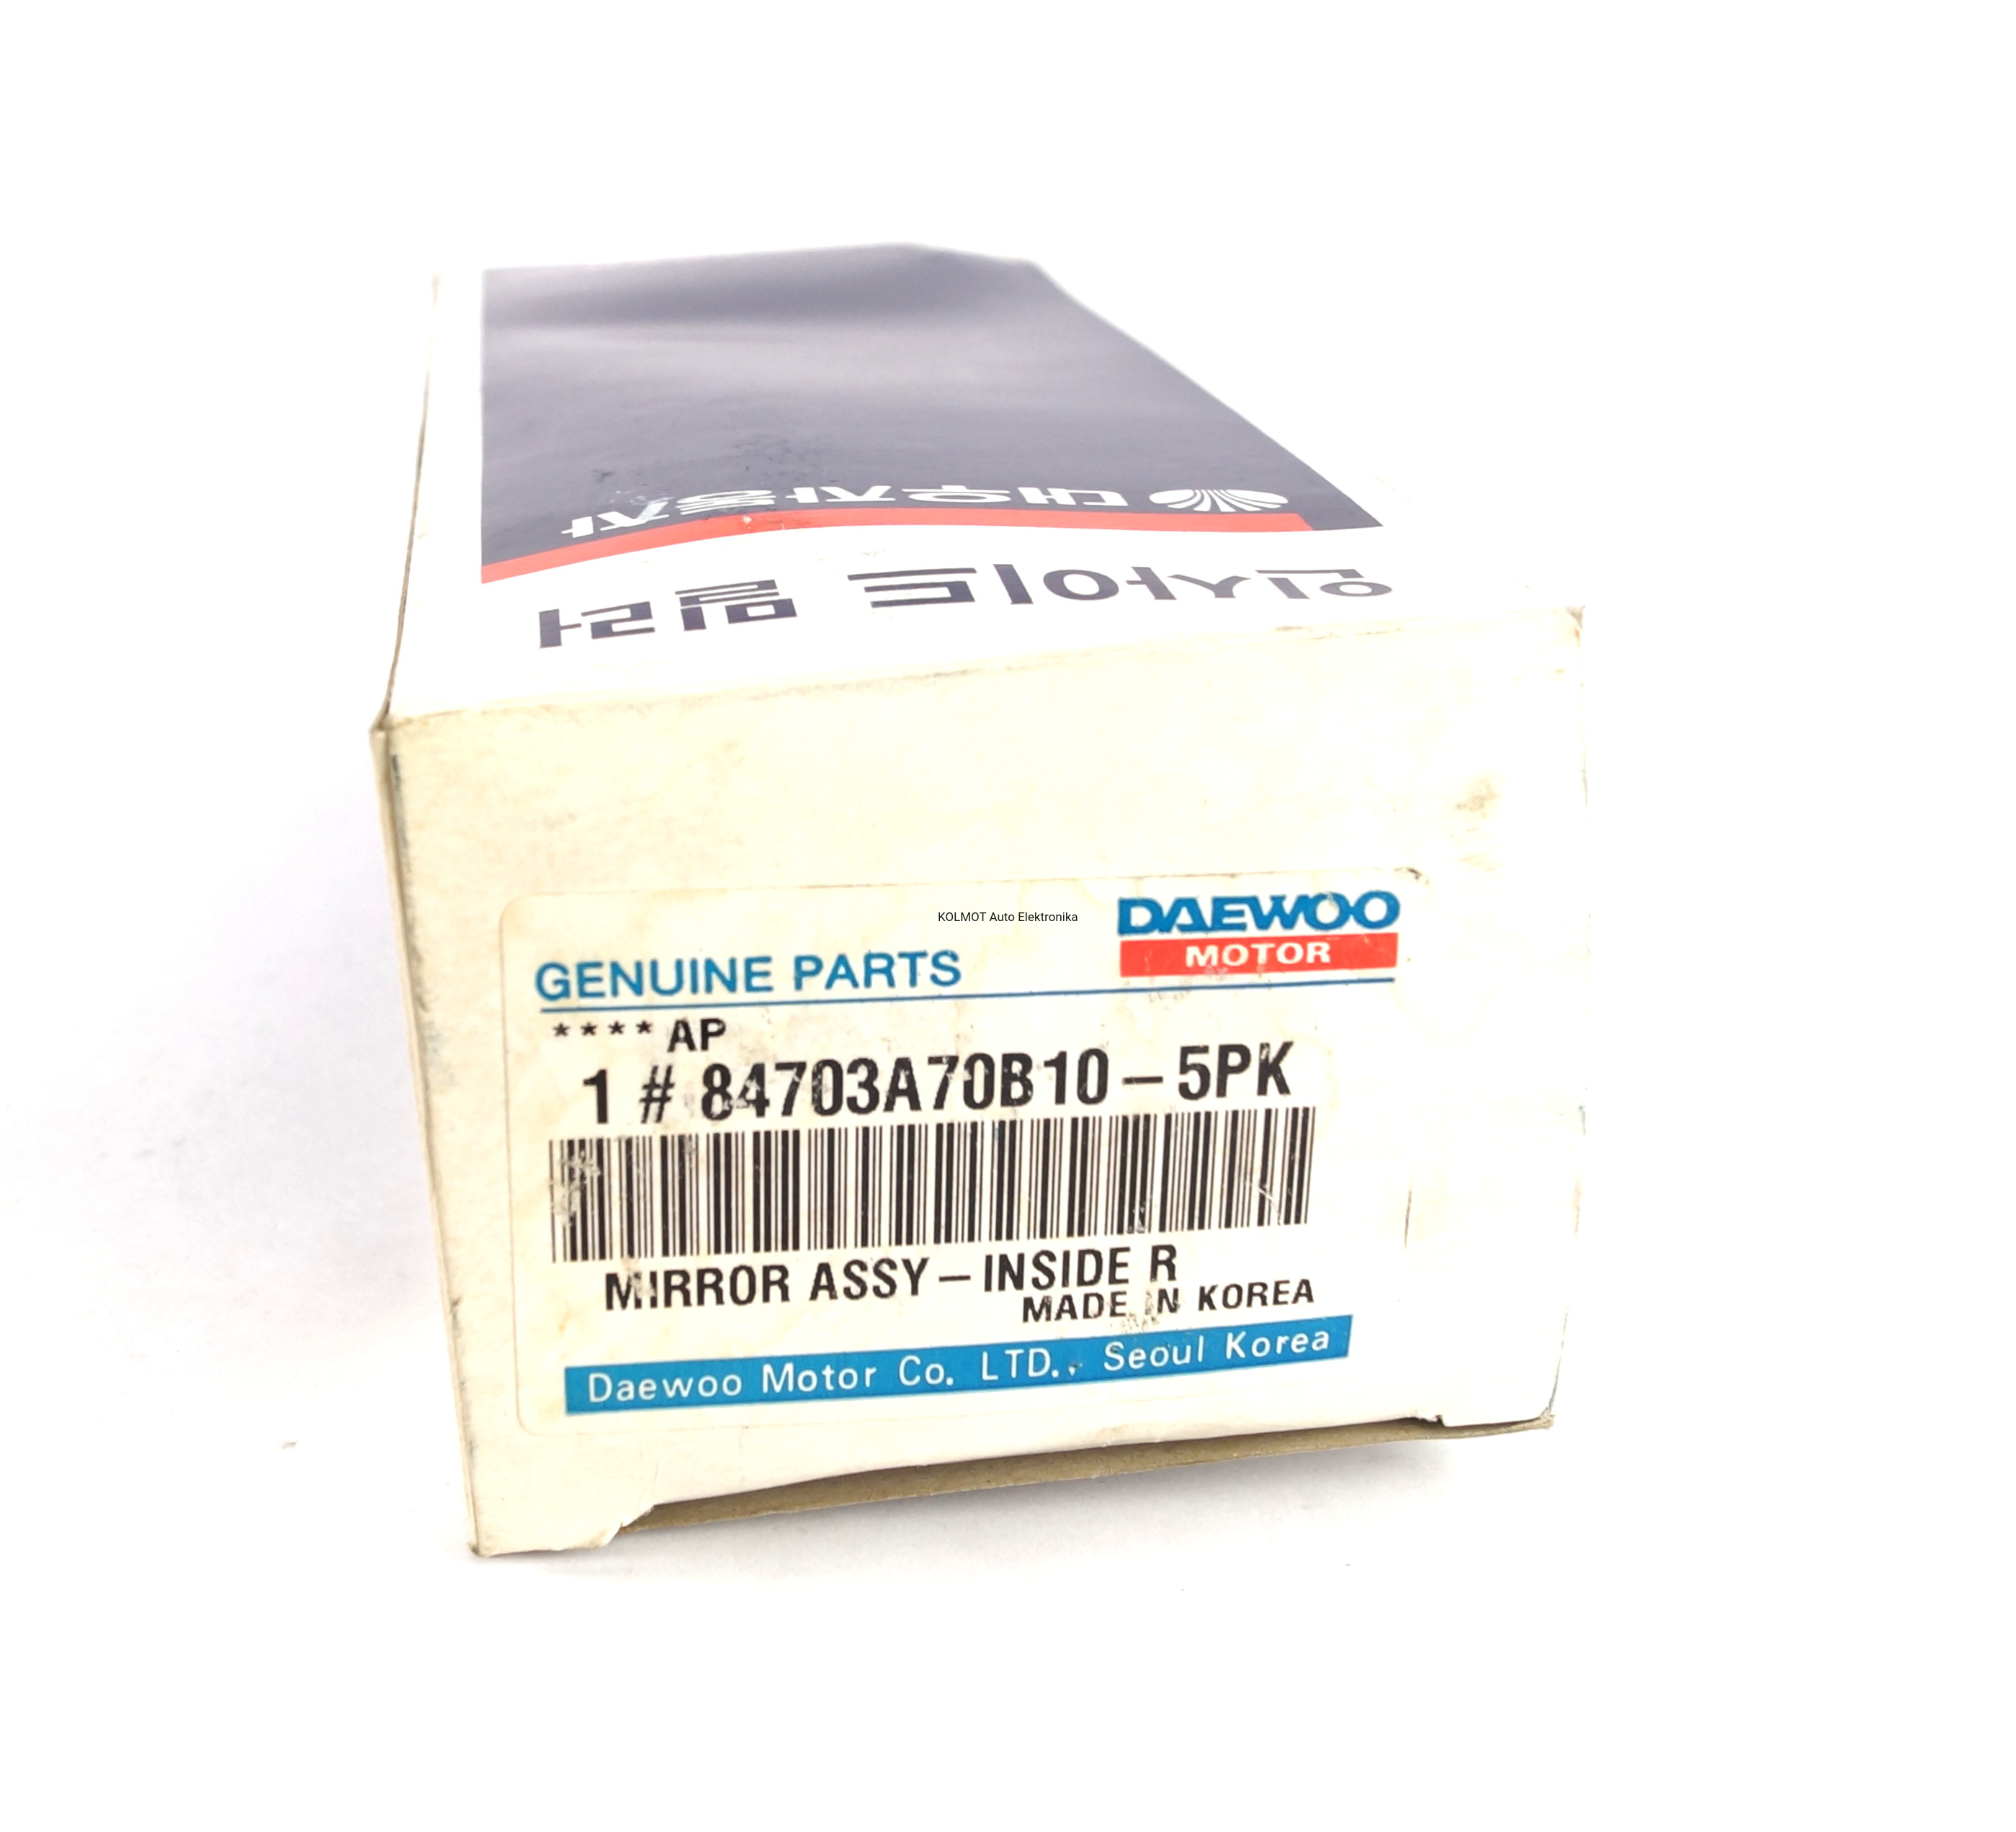 대우자동차
인사이드 밀러
KOLMOT Auto Elektronika
DAEWOO
MOTOR
GENUINE PARTS
**** AP
1 # 84703A70B10 – 5PK
MIRROR ASSY – INSIDE R
MADE IN KOREA
Daewoo Motor Co. LTD., Seoul Korea